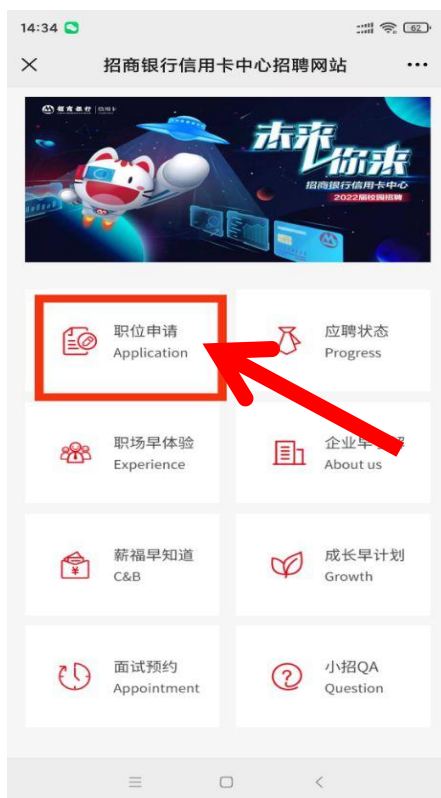 14:34
62
招商银行信用卡中心招聘网站
招商银行 信用卡
未来
你来
招商银行信用卡中心
2022届校园招聘
职位申请
Application
应聘状态
Progress
职场早体验
Experience
企业早
About us
薪福早知道
C&B
成长早计划
Growth
面试预约
Appointment
小招QA
Question